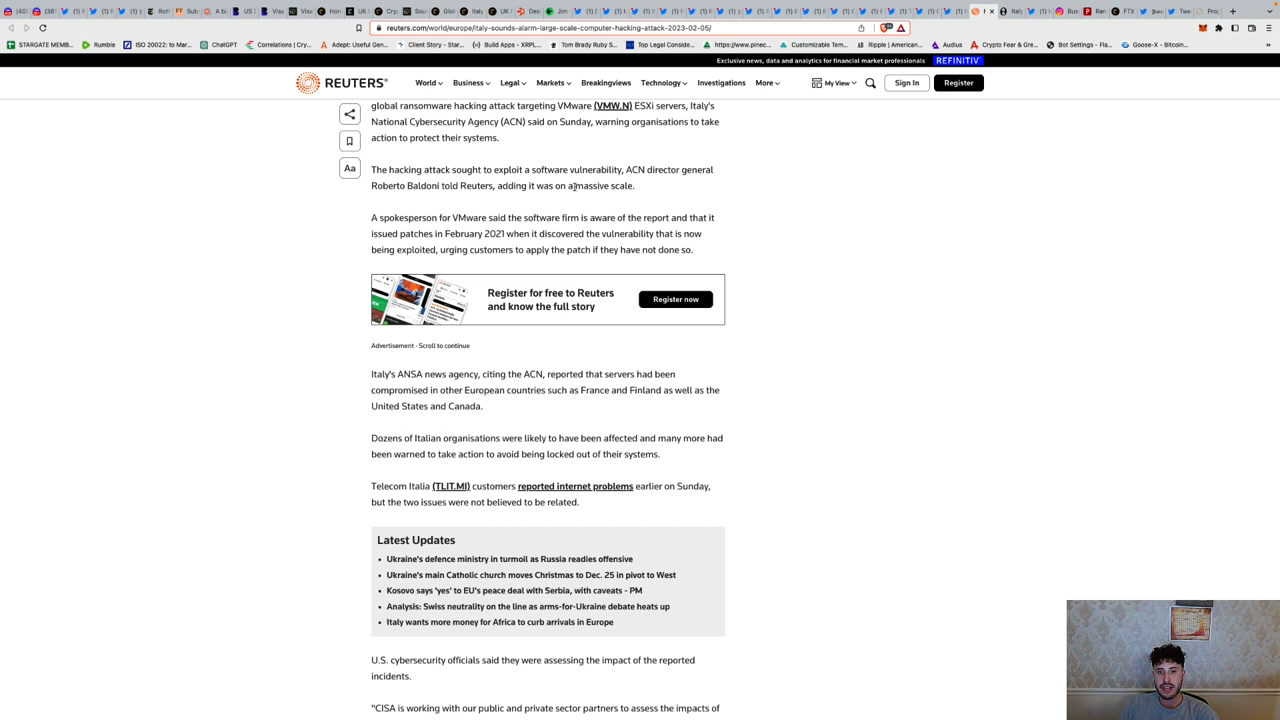 reuters.com/world/europe/italy-sounds-alarm-large-scale-computer-hacking-attack-2023-02-05/
STARGATE MEMB... Rumble ISO 20022: to Mar... ChatGPT Correlations | Cry... Adept: Useful Gen... Client Story - Star... Build Apps - XRPL... Tom Brady Ruby S... Top Legal Conside... https://www.pinec... Customizable Tem... Ripple | American... Audius Crypto Fear & Gre... Bot Settings - Fla... Goose-X - Bitcoin...
Exclusive news, data and analytics for financial market professionals REFINITIV
REUTERS® World Business Legal Markets Breakingviews Technology Investigations More My View Sign In Register
global ransomware hacking attack targeting VMware (VMW.N) ESXi servers, Italy's
National Cybersecurity Agency (ACN) said on Sunday, warning organisations to take
action to protect their systems.
Aa
The hacking attack sought to exploit a software vulnerability, ACN director general
Roberto Baldoni told Reuters, adding it was on a massive scale.
A spokesperson for VMware said the software firm is aware of the report and that it
issued patches in February 2021 when it discovered the vulnerability that is now
being exploited, urging customers to apply the patch if they have not done so.
Register for free to Reuters
and know the full story
Register now
Advertisement · Scroll to continue
Italy's ANSA news agency, citing the ACN, reported that servers had been
compromised in other European countries such as France and Finland as well as the
United States and Canada.
Dozens of Italian organisations were likely to have been affected and many more had
been warned to take action to avoid being locked out of their systems.
Telecom Italia (TLIT.MI) customers reported internet problems earlier on Sunday,
but the two issues were not believed to be related.
Latest Updates
Ukraine's defence ministry in turmoil as Russia readies offensive
Ukraine's main Catholic church moves Christmas to Dec. 25 in pivot to West
Kosovo says 'yes' to EU's peace deal with Serbia, with caveats - PM
Analysis: Swiss neutrality on the line as arms-for-Ukraine debate heats up
Italy wants more money for Africa to curb arrivals in Europe
U.S. cybersecurity officials said they were assessing the impact of the reported
incidents.
"CISA is working with our public and private sector partners to assess the impacts of